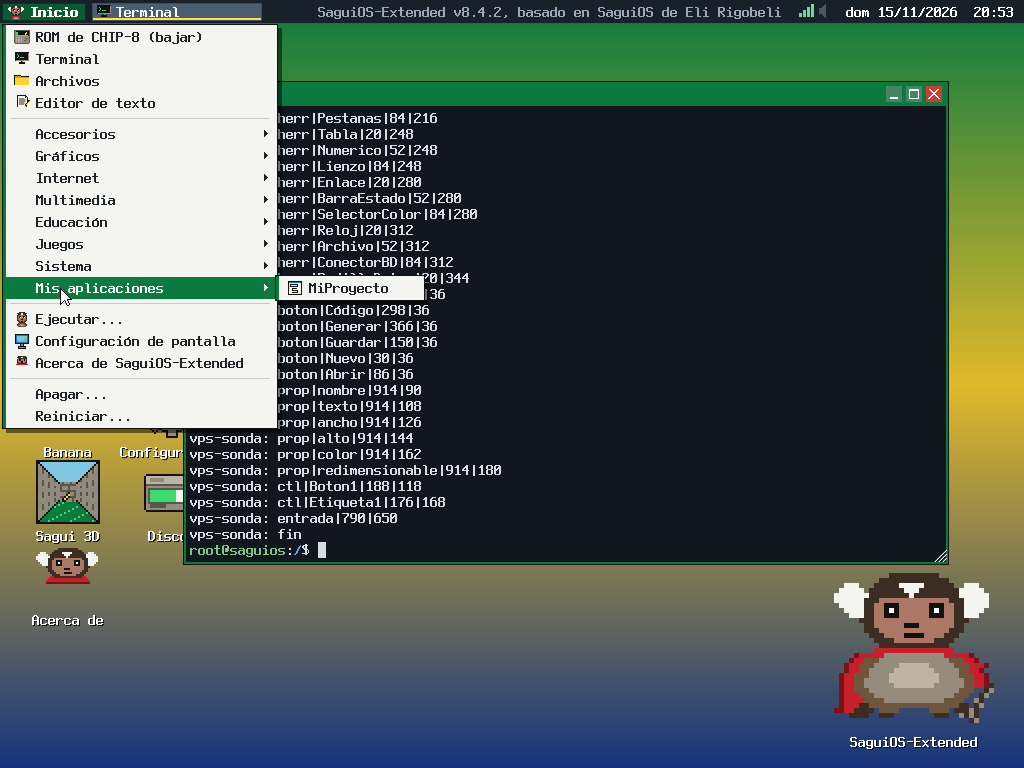 Inicio
Terminal
SaguiOS-Extended v8.4.2, basado en SaguiOS de Eli Rigobeli
dom 15/11/2026
20:53
ROM de CHIP-8 (bajar)
Terminal
Archivos
Editor de texto
Accesorios
Gráficos
Internet
Multimedia
Educación
Juegos
Sistema
Mis aplicaciones
Ejecutar...
Configuración de pantalla
Acerca de SaguiOS-Extended
Apagar...
Reiniciar...
MiProyecto
herr|Pestanas|84|216
herr|Tabla|20|248
herr|Numerico|52|248
herr|Lienzo|84|248
herr|Enlace|20|280
herr|BarraEstado|52|280
herr|SelectorColor|84|280
herr|Reloj|20|312
herr|Archivo|52|312
herr|ConectorBD|84|312
20|344
36
boton|Código|298|36
boton|Generar|366|36
boton|Guardar|150|36
boton|Nuevo|30|36
boton|Abrir|86|36
prop|nombre|914|90
prop|texto|914|108
prop|ancho|914|126
vps-sonda: prop|alto|914|144
vps-sonda: prop|color|914|162
vps-sonda: prop|redimensionable|914|180
vps-sonda: ctl|Boton1|188|118
vps-sonda: ctl|Etiqueta1|176|168
vps-sonda: entrada|790|650
vps-sonda: fin
root@saguios:/$
Banana
Configur
Sagui 3D
Disco
Acerca de
SaguiOS-Extended